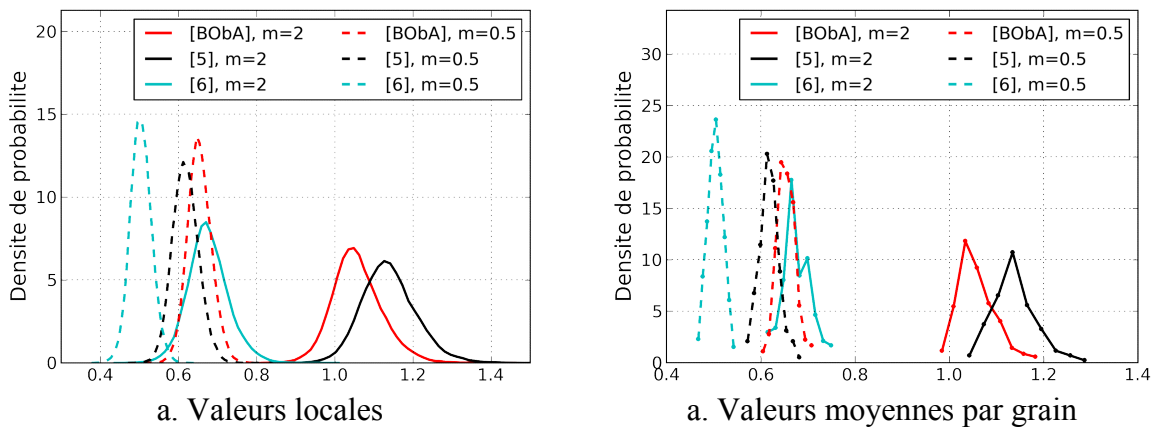 Densite de probabilite
20
15
10
5
0
[BObA], m=2
[5], m=2
[6], m=2
[BObA], m=0.5
[5], m=0.5
[6], m=0.5
0.4 0.6 0.8 1.0 1.2 1.4
a. Valeurs locales
Densite de probabilite
30
25
20
15
10
5
0
[BObA], m=2
[5], m=2
[6], m=2
[BObA], m=0.5
[5], m=0.5
[6], m=0.5
0.4 0.6 0.8 1.0 1.2 1.4
a. Valeurs moyennes par grain